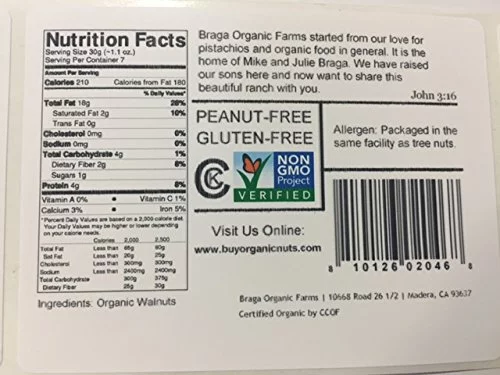 Nutrition Facts
Serving Size 30g (~1.1 oz.)
Serving Per Container 7
Amount Per Serving
Calories 210 Calories from Fat 180
% Daily Values*
Total Fat 18g 28%
Saturated Fat 2g 10%
Trans Fat 0g
Cholesterol 0mg 0%
Sodium 0mg 0%
Total Carbohydrate 4g 1%
Dietary Fiber 2g 8%
Sugars 1g
Protein 4g 8%
Vitamin A 0% • Vitamin C 1%
Calcium 3% • Iron 5%
*Percent Daily Values are based on a 2,000 calorie diet.
Your Daily Values may be higher or lower depending
on your calorie needs.
Calories 2,000 2,500
Total Fat Less than 65g 80g
Sat Fat Less than 20g 25g
Cholesterol Less than 300mg 300mg
Sodium Less than 2400mg 2400mg
Total Carbohydrate 300g 375g
Dietary Fiber 25g 30g
Ingredients: Organic Walnuts
Braga Organic Farms started from our love for
pistachios and organic food in general. It is the
home of Mike and Julie Braga. We have raised
our sons here and now want to share this
beautiful ranch with you.
John 3:16
PEANUT-FREE
GLUTEN-FREE
NON
GMO
Project
VERIFIED
Allergen: Packaged in the
same facility as tree nuts.
Visit Us Online:
www.buyorganicnuts.com
8 10126 02046 8
Braga Organic Farms | 10668 Road 26 1/2 | Madera, CA 93637
Certified Organic by CCOF